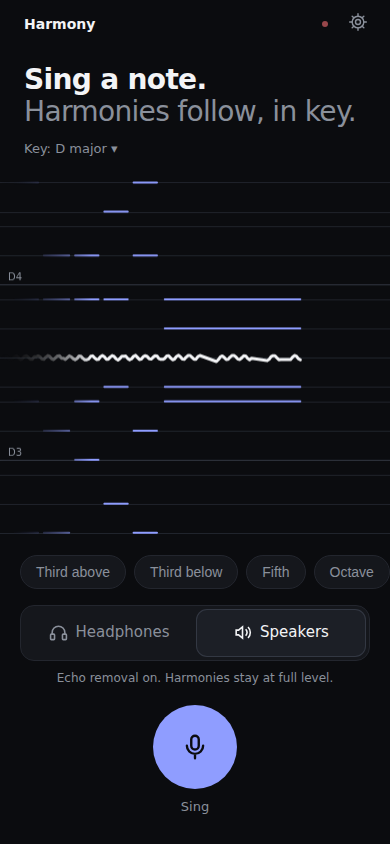 Harmony
Sing a note.
Harmonies follow, in key.
Key: D major ▾
D4
D3
Third above
Third below
Fifth
Octave
Headphones
Speakers
Echo removal on. Harmonies stay at full level.
Sing